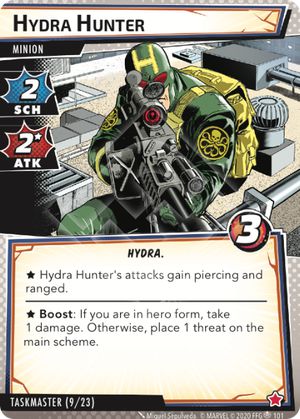 HYDRA HUNTER
MINION
2
SCH
2★
ATK
H
3
HYDRA.
★ Hydra Hunter's attacks gain piercing and
ranged.
★ Boost: If you are in hero form, take
1 damage. Otherwise, place 1 threat on the
main scheme.
TASKMASTER (9/23)
Miguel Sepulveda © MARVEL © 2020 FFG 101